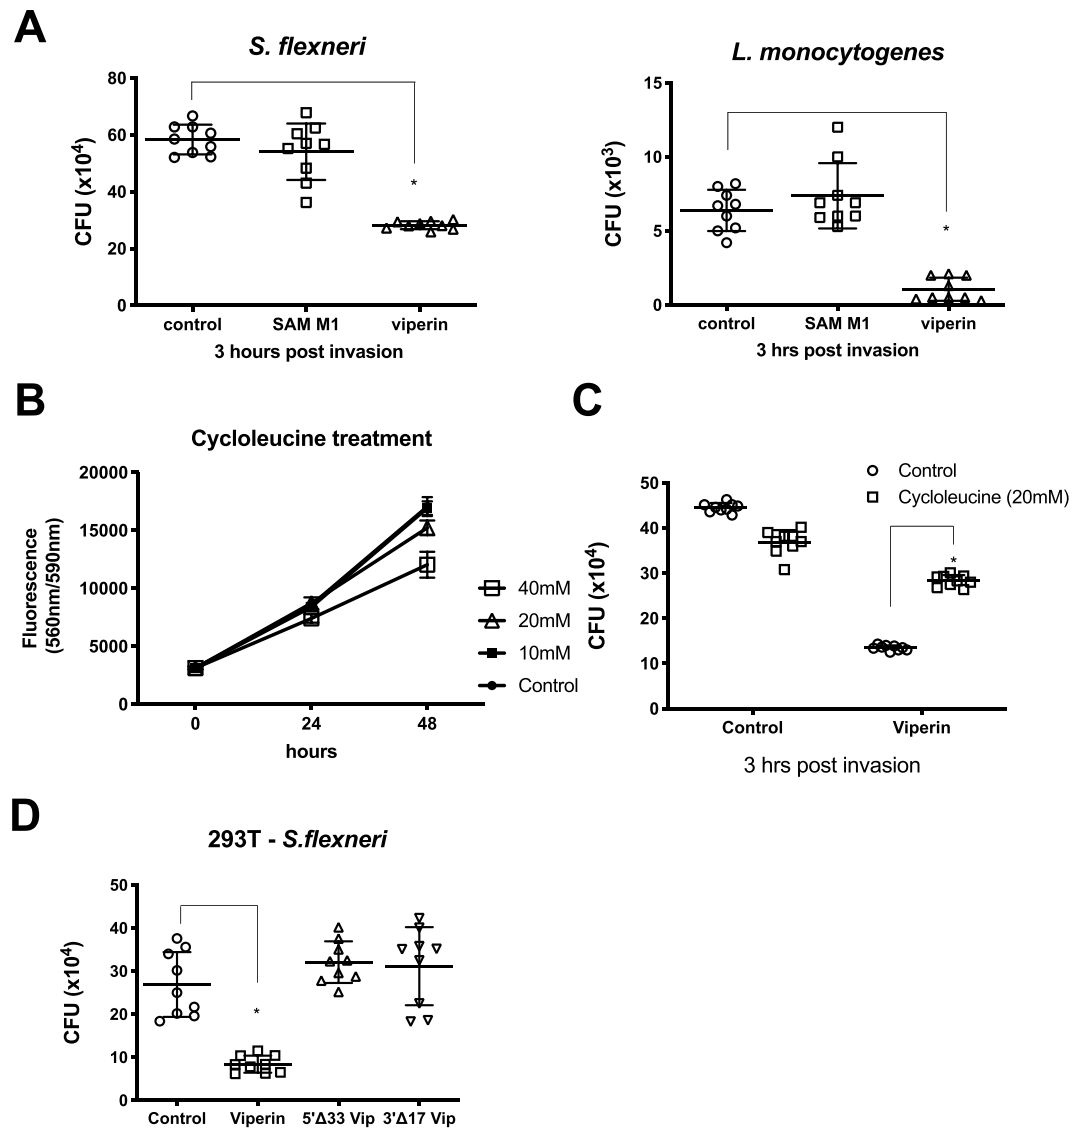 A
S. flexneri
80
60
40
20
0
CFU (x10⁴)
*
control SAM M1 viperin
3 hours post invasion
L. monocytogenes
15
10
5
0
CFU (x10³)
*
control SAM M1 viperin
3 hrs post invasion
B
Cycloleucine treatment
20000
15000
10000
5000
0
Fluorescence
(560nm/590nm)
0 24 48
hours
40mM
20mM
10mM
Control
C
Control
Cycloleucine (20mM)
50
40
30
20
10
0
CFU (x10⁴)
*
Control Viperin
3 hrs post invasion
D
293T - S.flexneri
50
40
30
20
10
0
CFU (x10⁴)
*
Control Viperin 5'Δ33 Vip 3'Δ17 Vip